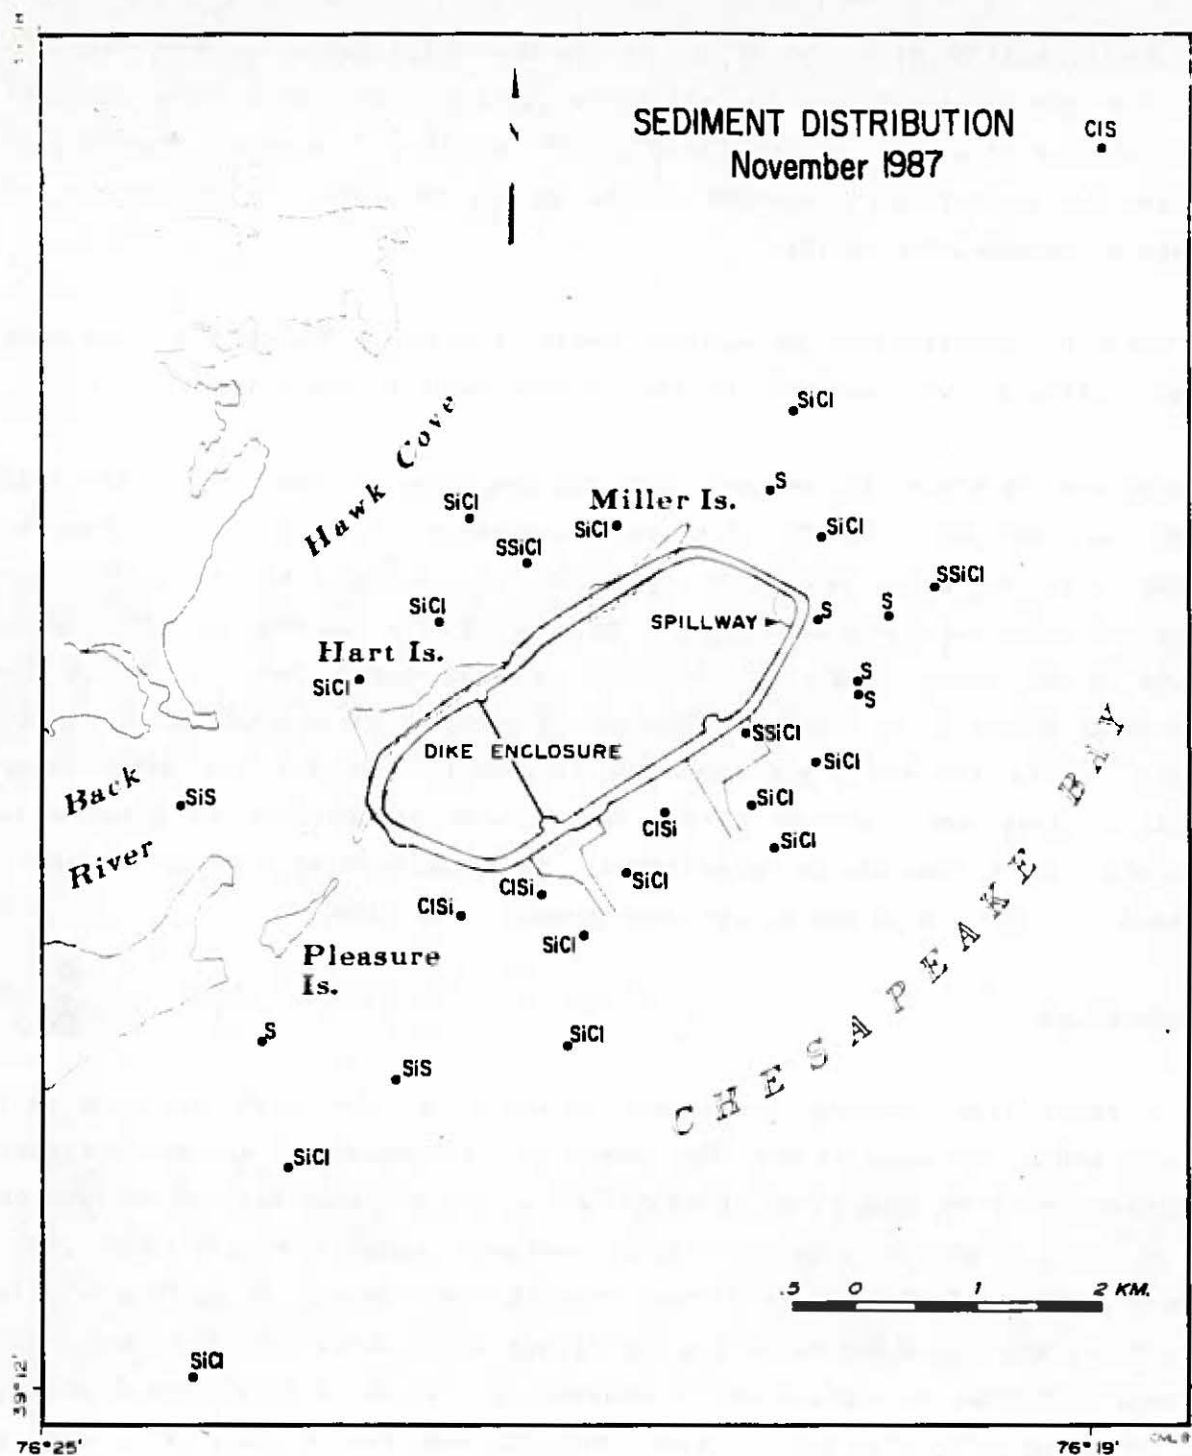 SEDIMENT DISTRIBUTION
November 1987
ClS
SiCl
S
Hawk Cove
SiCl
Miller Is.
SiCl
SiCl
SSiCl
SSiCl
SiCl
S
S
SPILLWAY
Hart Is.
SiCl
S
S
DIKE ENCLOSURE
SSiCl
SiCl
Back
River
SiS
SiCl
ClSi
SiCl
SiCl
ClSi
ClSi
SiCl
Pleasure
Is.
CHESAPEAKE BAY
S
SiCl
SiS
SiCl
.5 0 1 2 KM.
SiCl
39°12'
76°25'
76°19'